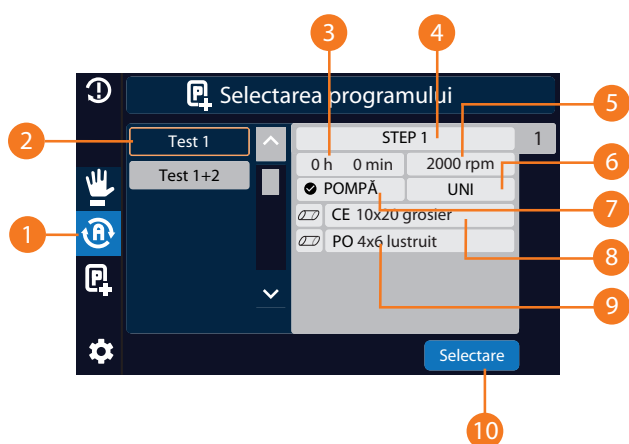 3
4
P Selectarea programului
5
2
Test 1
STEP 1
1
0 h 0 min
2000 rpm
6
Test 1+2
POMPĂ
UNI
7
1
A
CE 10x20 grosier
8
PO 4x6 lustruit
P
9
Selectare
10